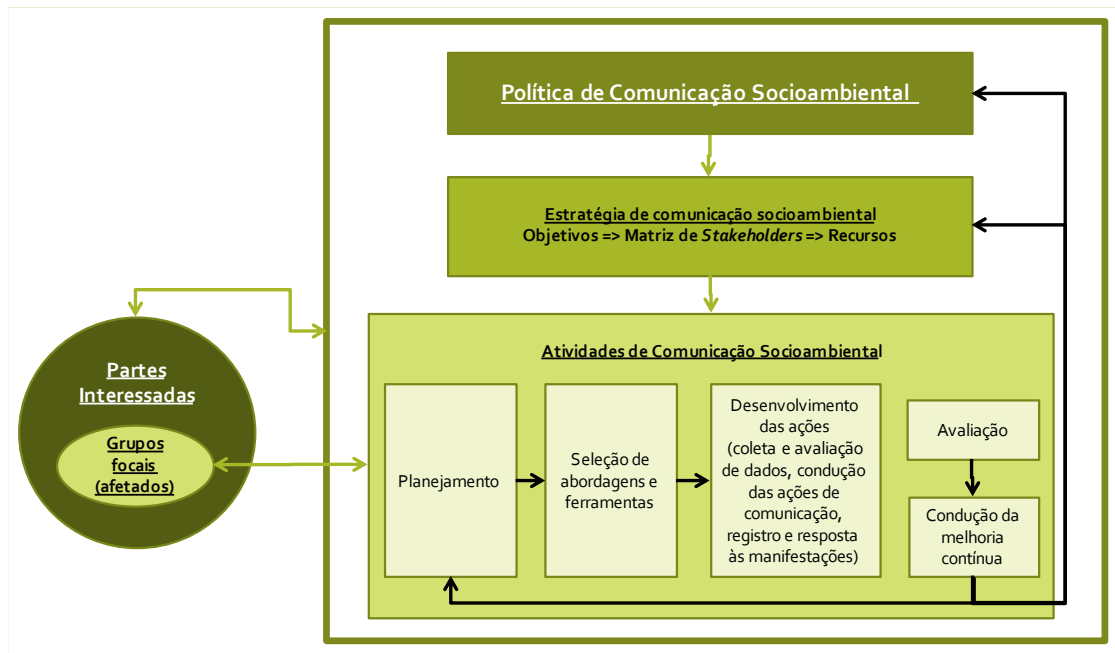 Política de Comunicação Socioambiental
Estratégia de comunicação socioambiental
Objetivos => Matriz de Stakeholders => Recursos
Atividades de Comunicação Socioambiental
Partes
Interessadas
Grupos
focais
(afetados)
Planejamento
Seleção de
abordagens e
ferramentas
Desenvolvimento
das ações
(coleta e avaliação
de dados, condução
das ações de
comunicação,
registro e resposta
às manifestações)
Avaliação
Condução da
melhoria
contínua